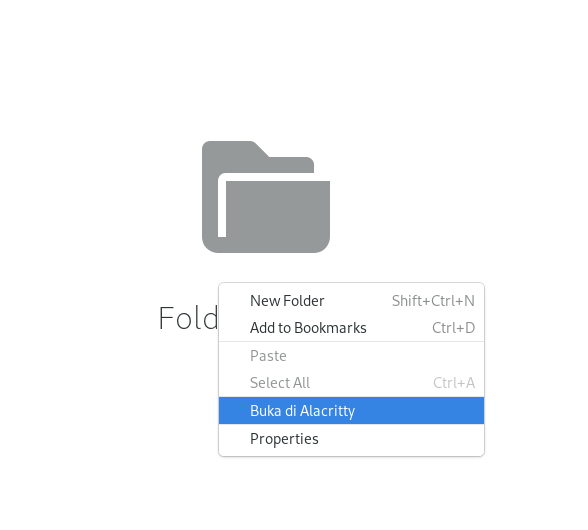 Fold
New Folder Shift+Ctrl+N
Add to Bookmarks Ctrl+D
Paste
Select All Ctrl+A
Buka di Alacritty
Properties